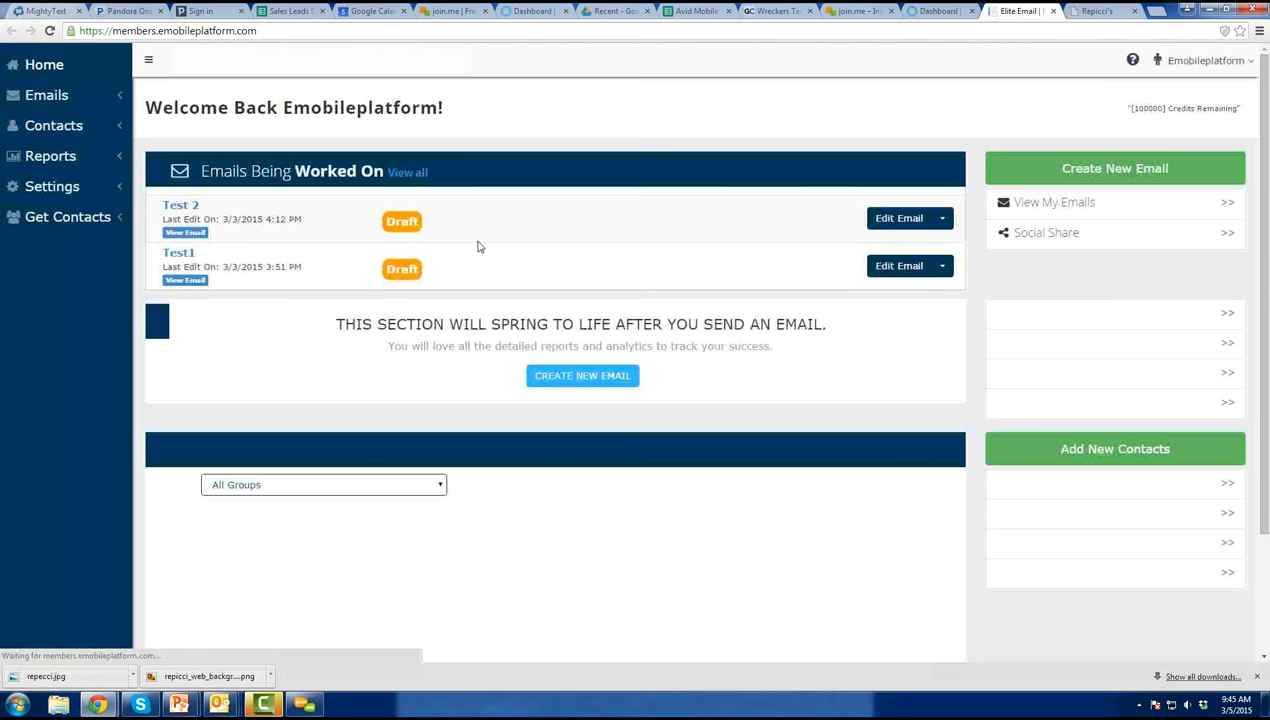 MightyText
Pandora One
Sign in
Sales Leads D
Google Cale
join.me | Fre
Dashboard |
Recent - Goo
Avid Mobile
Wreckers Te
join.me – In
Dashboard |
Elite Email |
Repicci's
https://members.emobileplatform.com
Home
Emails
Contacts
Reports
Settings
Get Contacts
Emobileplatform
Welcome Back Emobileplatform!
"[100000] Credits Remaining"
Emails Being Worked On View all
Test 2
Last Edit On: 3/3/2015 4:12 PM
View Email
Draft
Edit Email
Test1
Last Edit On: 3/3/2015 3:51 PM
View Email
Draft
Edit Email
THIS SECTION WILL SPRING TO LIFE AFTER YOU SEND AN EMAIL.
You will love all the detailed reports and analytics to track your success.
CREATE NEW EMAIL
All Groups
Create New Email
View My Emails >>
Social Share >>
>>
>>
>>
>>
Add New Contacts
>>
>>
>>
>>
Waiting for members.emobileplatform.com...
repecci.jpg
repicci_web_backgr....png
Show all downloads...
9:45 AM
3/5/2015